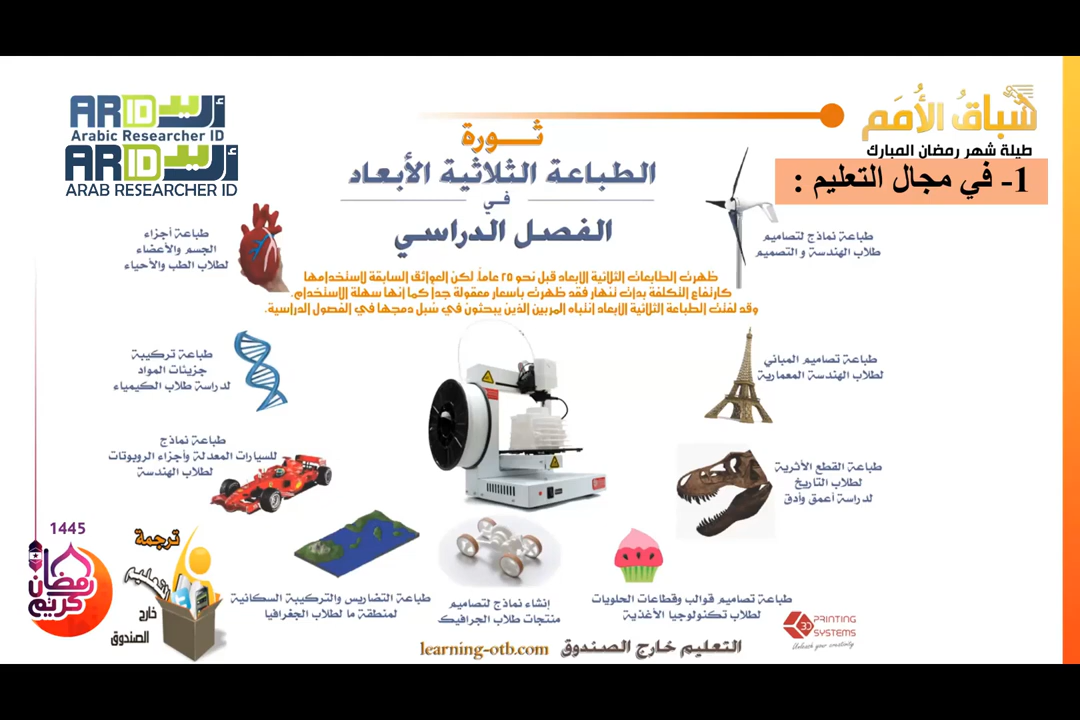 أريد ARID
Arabic Researcher ID
أريد ARID
ARAB RESEARCHER ID
سباقُ الأُمَم
طيلة شهر رمضان المبارك
1- في مجال التعليم :
ثـــورة
الطباعة الثلاثية الأبعاد
في
الفصل الدراسي
ظهرت الطابعات الثلاثية الأبعاد قبل نحو ٢٥ عاماً لكن العوائق السابقة لاستخدامها
كارتفاع التكلفة بدأت تنهار فقد ظهرت بأسعار معقولة جداً كما أنها سهلة الاستخدام.
وقد لفتت الطباعة الثلاثية الأبعاد انتباه المربين الذين يبحثون في سُبل دمجها في الفصول الدراسية.
طباعة نماذج لتصاميم
طلاب الهندسة و التصميم
طباعة أجزاء
الجسم والأعضاء
لطلاب الطب والأحياء
طباعة تصاميم المباني
لطلاب الهندسة المعمارية
طباعة تركيبة
جزيئات المواد
لدراسة طلاب الكيمياء
طباعة القطع الأثرية
لطلاب التاريخ
لدراسة أعمق وأدق
طباعة نماذج
للسيارات المعدلة وأجزاء الروبوتات
لطلاب الهندسة
طباعة تصاميم قوالب وقطاعات الحلويات
لطلاب تكنولوجيا الأغذية
إنشاء نماذج لتصاميم
منتجات طلاب الجرافيك
طباعة التضاريس والتركيبة السكانية
لمنطقة ما لطلاب الجغرافيا
1445
رمضان
كريم
ترجمة
التعليم
خارج
الصندوق
3D PRINTING
SYSTEMS
Unleash your creativity
التعليم خارج الصندوق learning-otb.com